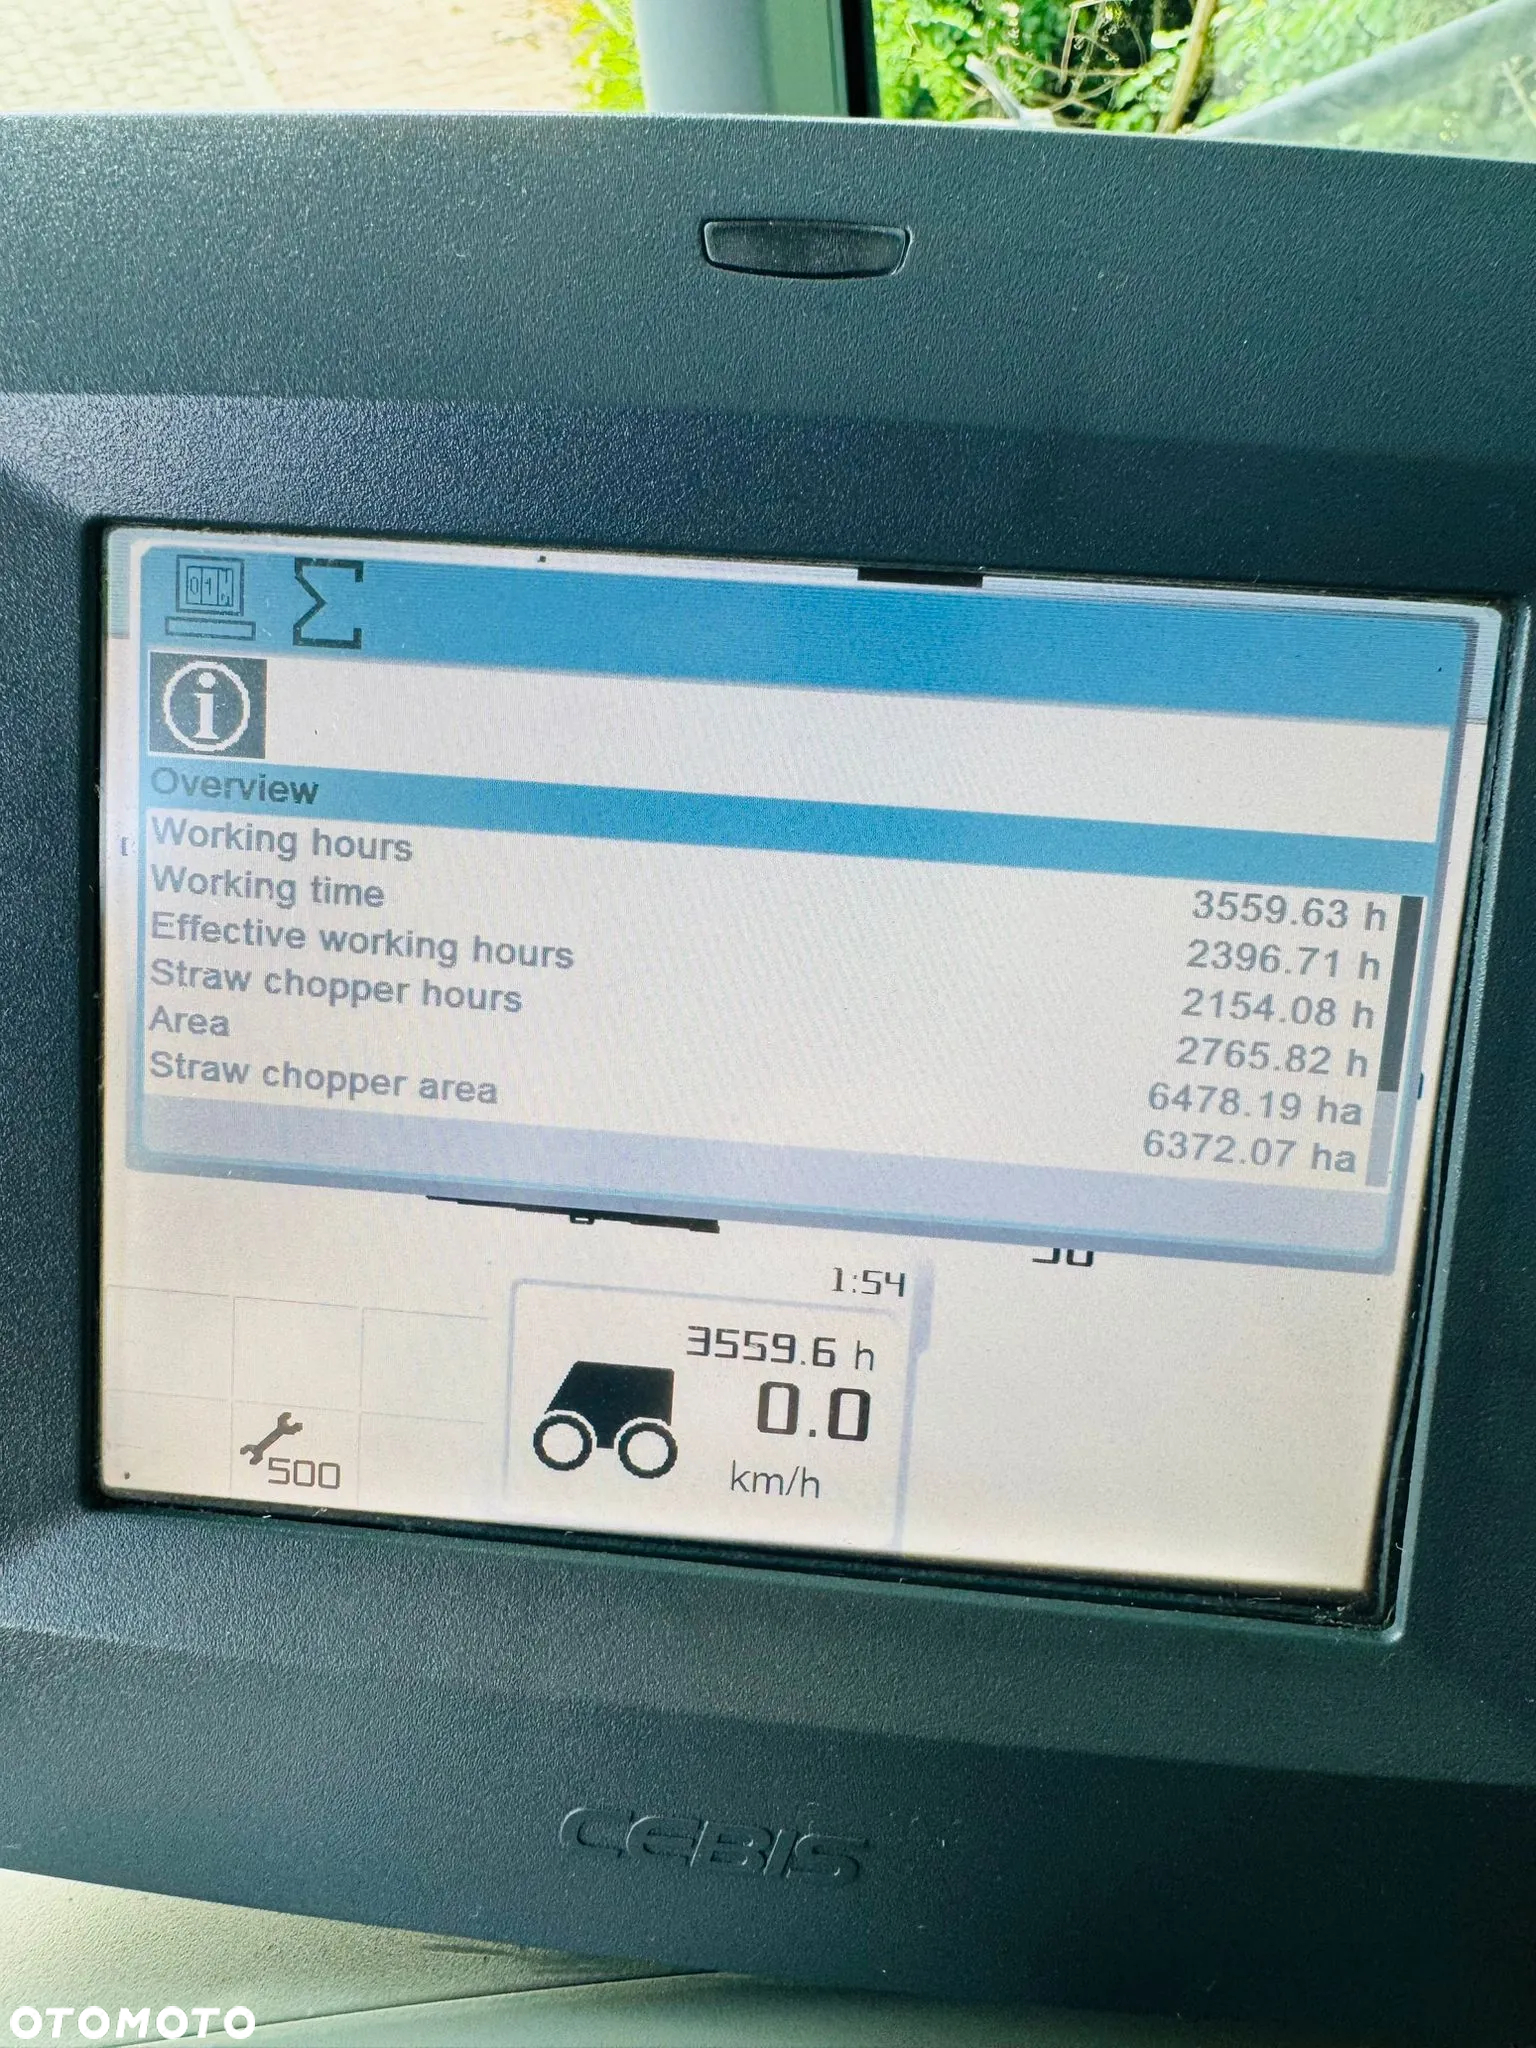 Overview
Working hours 3559.63 h
Working time 2396.71 h
Effective working hours 2154.08 h
Straw chopper hours 2765.82 h
Area 6478.19 ha
Straw chopper area 6372.07 ha
1:54
3559.6 h
0.0
km/h
500
CEBIS
OTOMOTO